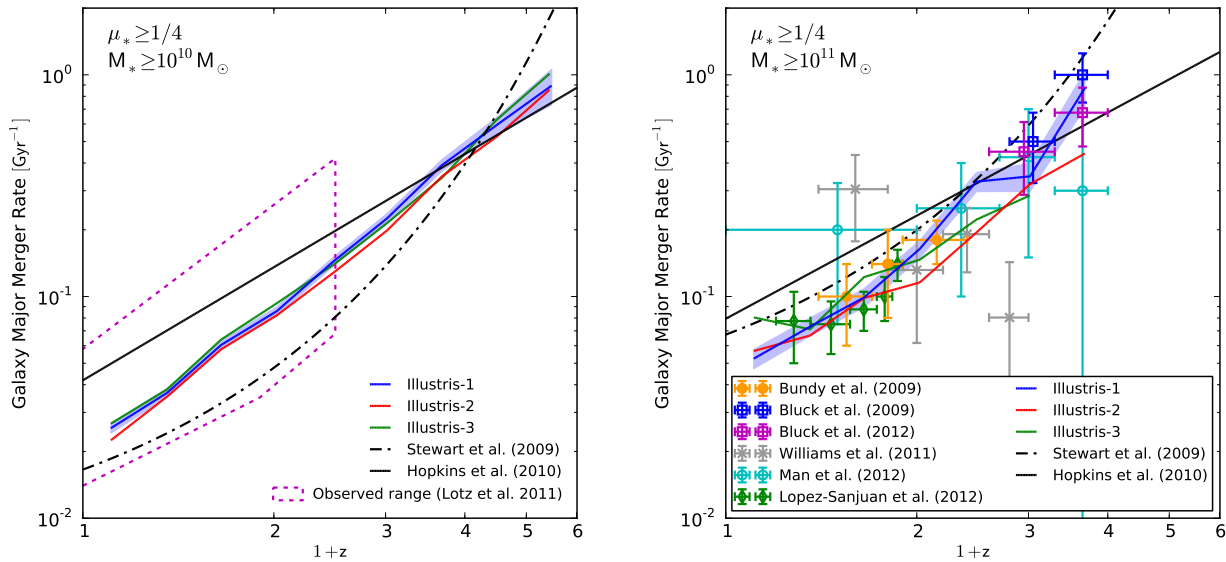 μ* ≥1/4
M* ≥10^10 M☉
Galaxy Major Merger Rate [Gyr^−1]
10^0
10^-1
10^-2
1 2 3 4 5 6
1+z
Illustris-1
Illustris-2
Illustris-3
Stewart et al. (2009)
Hopkins et al. (2010)
Observed range (Lotz et al. 2011)
μ* ≥1/4
M* ≥10^11 M☉
Galaxy Major Merger Rate [Gyr^−1]
10^0
10^-1
10^-2
1 2 3 4 5 6
1+z
Bundy et al. (2009)
Bluck et al. (2009)
Bluck et al. (2012)
Williams et al. (2011)
Man et al. (2012)
Lopez-Sanjuan et al. (2012)
Illustris-1
Illustris-2
Illustris-3
Stewart et al. (2009)
Hopkins et al. (2010)